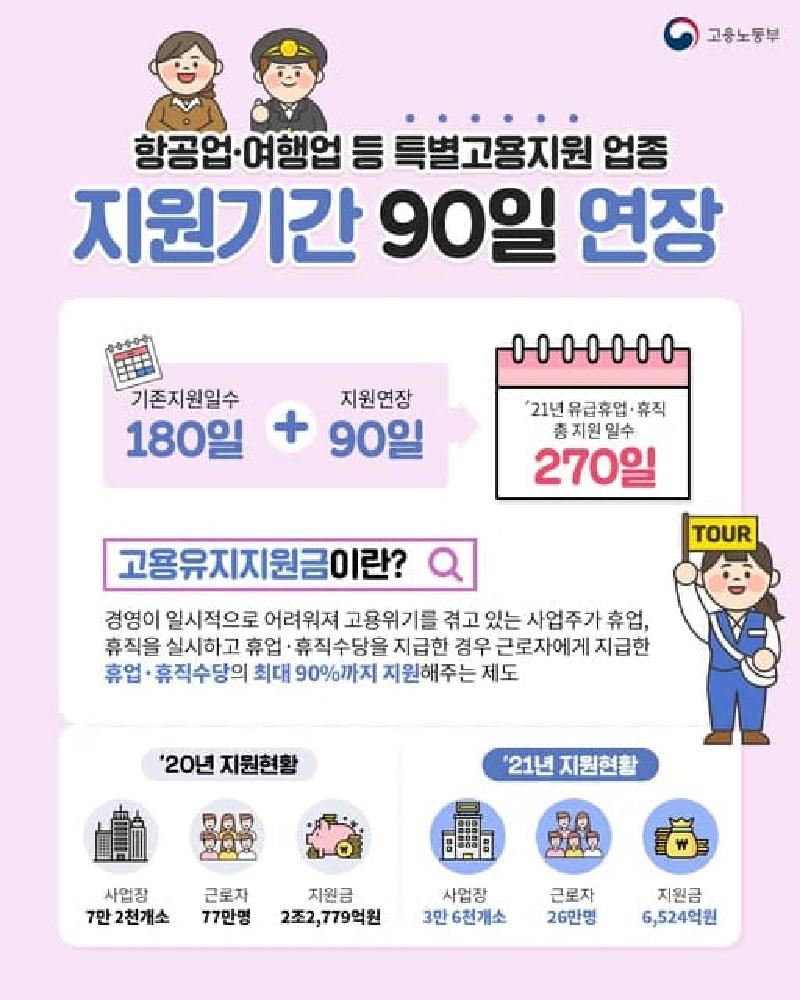 고용노동부
항공업·여행업 등 특별고용지원 업종
지원기간 90일 연장
기존지원일수
180일
+
지원연장
90일
'21년 유급휴업·휴직
총 지원 일수
270일
TOUR
고용유지지원금이란?
경영이 일시적으로 어려워져 고용위기를 겪고 있는 사업주가 휴업,
휴직을 실시하고 휴업·휴직수당을 지급한 경우 근로자에게 지급한
휴업·휴직수당의 최대 90%까지 지원해주는 제도
'20년 지원현황
사업장
7만 2천개소
근로자
77만명
지원금
2조2,779억원
'21년 지원현황
사업장
3만 6천개소
근로자
26만명
지원금
6,524억원